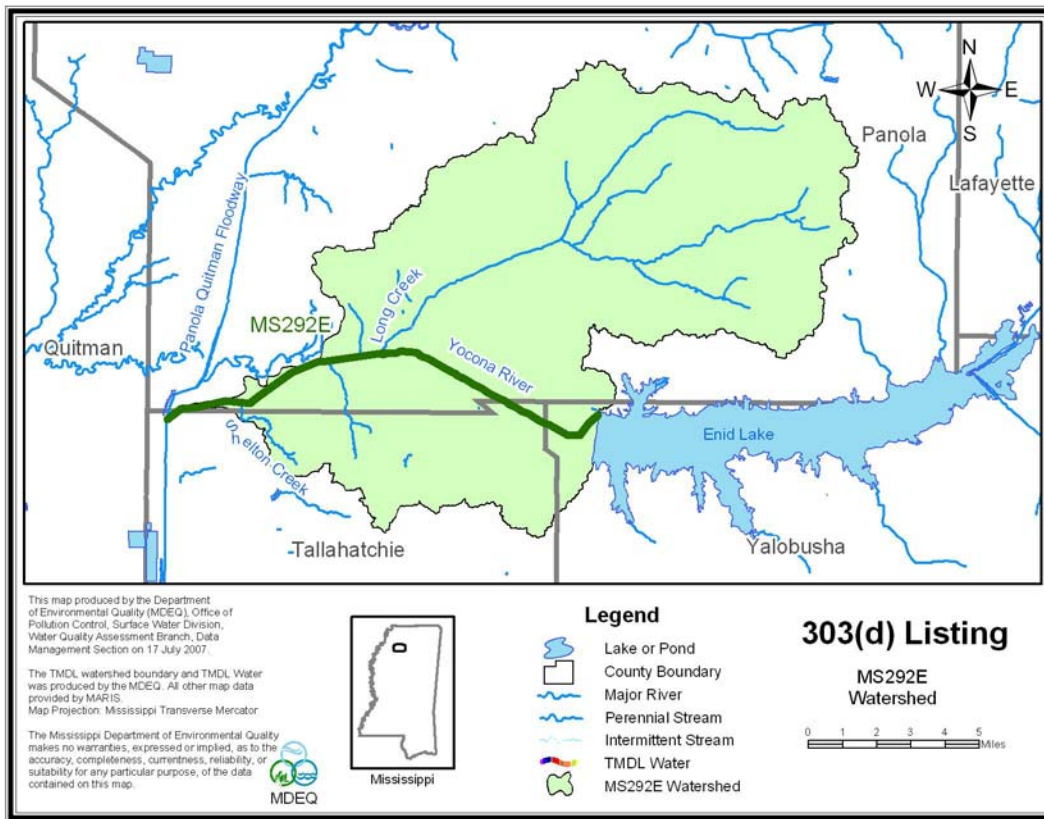 N
W E
S
Panola
Lafayette
Panola Quitman Floodway
MS292E
Long Creek
Quitman
Yocona River
Enid Lake
Shelton Creek
Tallahatchie
Yalobusha
This map produced by the Department
of Environmental Quality (MDEQ), Office of
Pollution Control, Surface Water Division,
Water Quality Assessment Branch, Data
Management Section on 17 July 2007.
The TMDL watershed boundary and TMDL Water
was produced by the MDEQ. All other map data
provided by MARIS.
Map Projection: Mississippi Transverse Mercator
The Mississippi Department of Environmental Quality
makes no warranties, expressed or implied, as to the
accuracy, completeness, currentness, reliability, or
suitability for any particular purpose, of the data
contained on this map.
MDEQ
Mississippi
Legend
Lake or Pond
County Boundary
Major River
Perennial Stream
Intermittent Stream
TMDL Water
MS292E Watershed
303(d) Listing
MS292E
Watershed
0 1 2 3 4 5
Miles